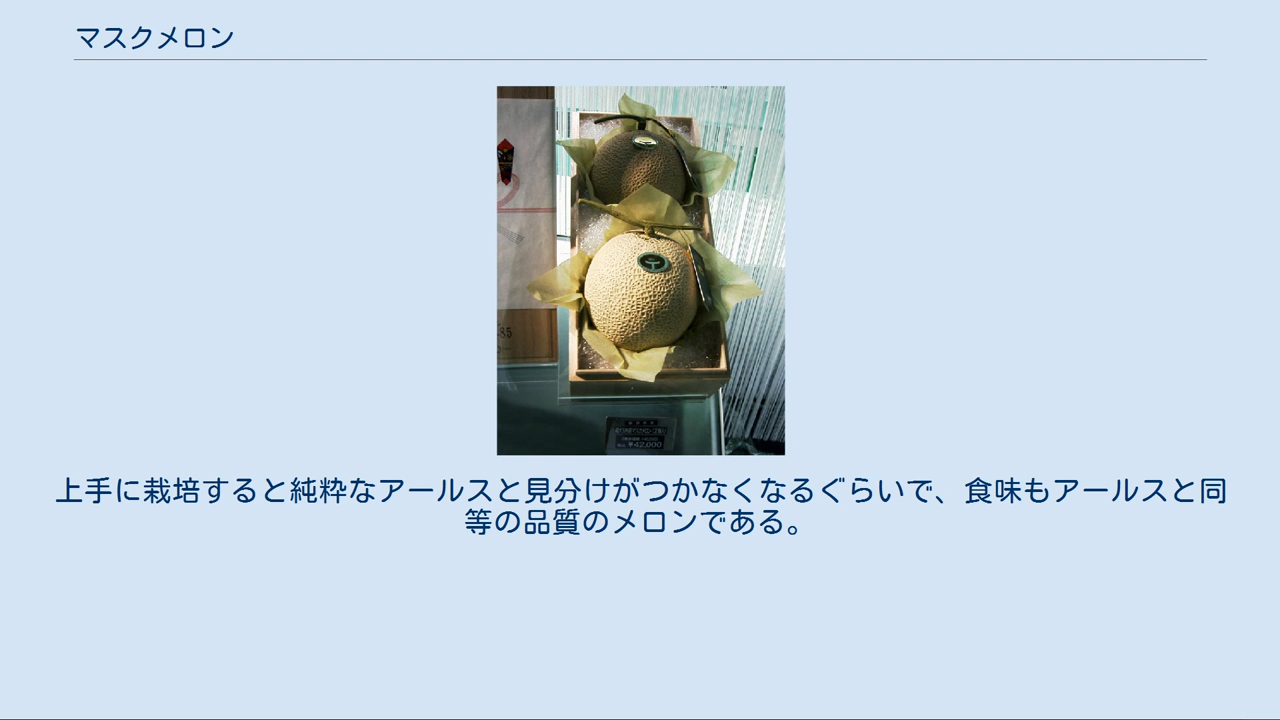 マスクメロン
¥42,000
上手に栽培すると純粋なアールスと見分けがつかなくなるぐらいで、食味もアールスと同
等の品質のメロンである。